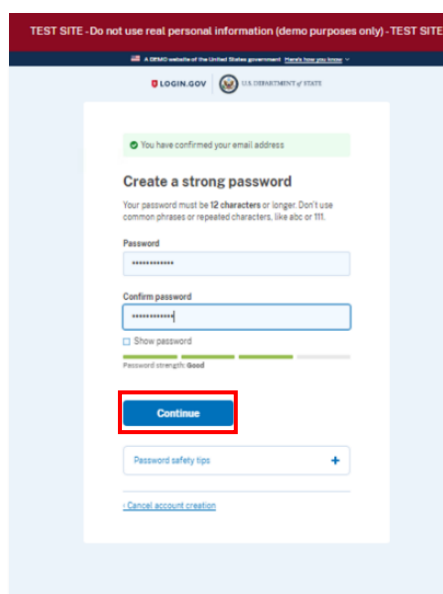 TEST SITE - Do not use real personal information (demo purposes only) - TEST SITE
A DEMO website of the United States government Here's how you know
LOGIN.GOV U.S. DEPARTMENT of STATE
You have confirmed your email address
Create a strong password
Your password must be 12 characters or longer. Don't use
common phrases or repeated characters, like abc or 111.
Password
••••••••••••
Confirm password
••••••••••••
Show password
Password strength: Good
Continue
Password safety tips +
‹ Cancel account creation